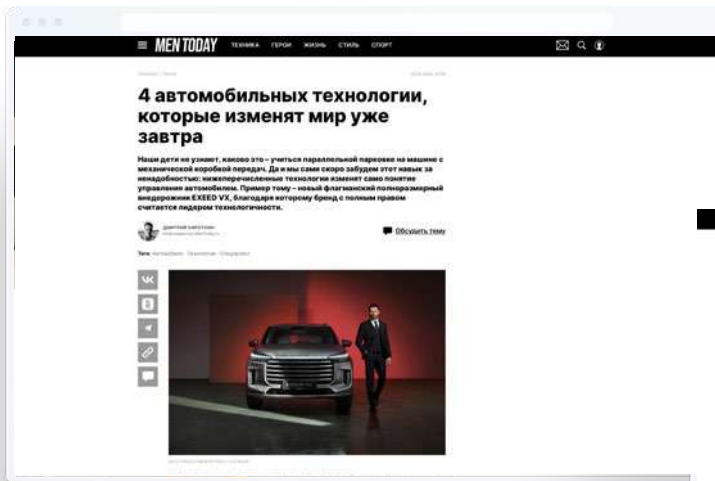 MEN TODAY
ТЕХНИКА ГЕРОИ ЖИЗНЬ СТИЛЬ СПОРТ
4 автомобильных технологии,
которые изменят мир уже
завтра
Наши дети не узнают, каково это – учиться параллельной парковке на машине с
механической коробкой передач. Да и мы сами скоро забудем этот навык за
ненадобностью: нижеперечисленные технологии изменят само понятие
управления автомобилем. Пример тому – новый флагманский полноразмерный
внедорожник EXEED VX, благодаря которому бренд с полным правом
считается лидером технологичности.
Обсудить тему
Теги: